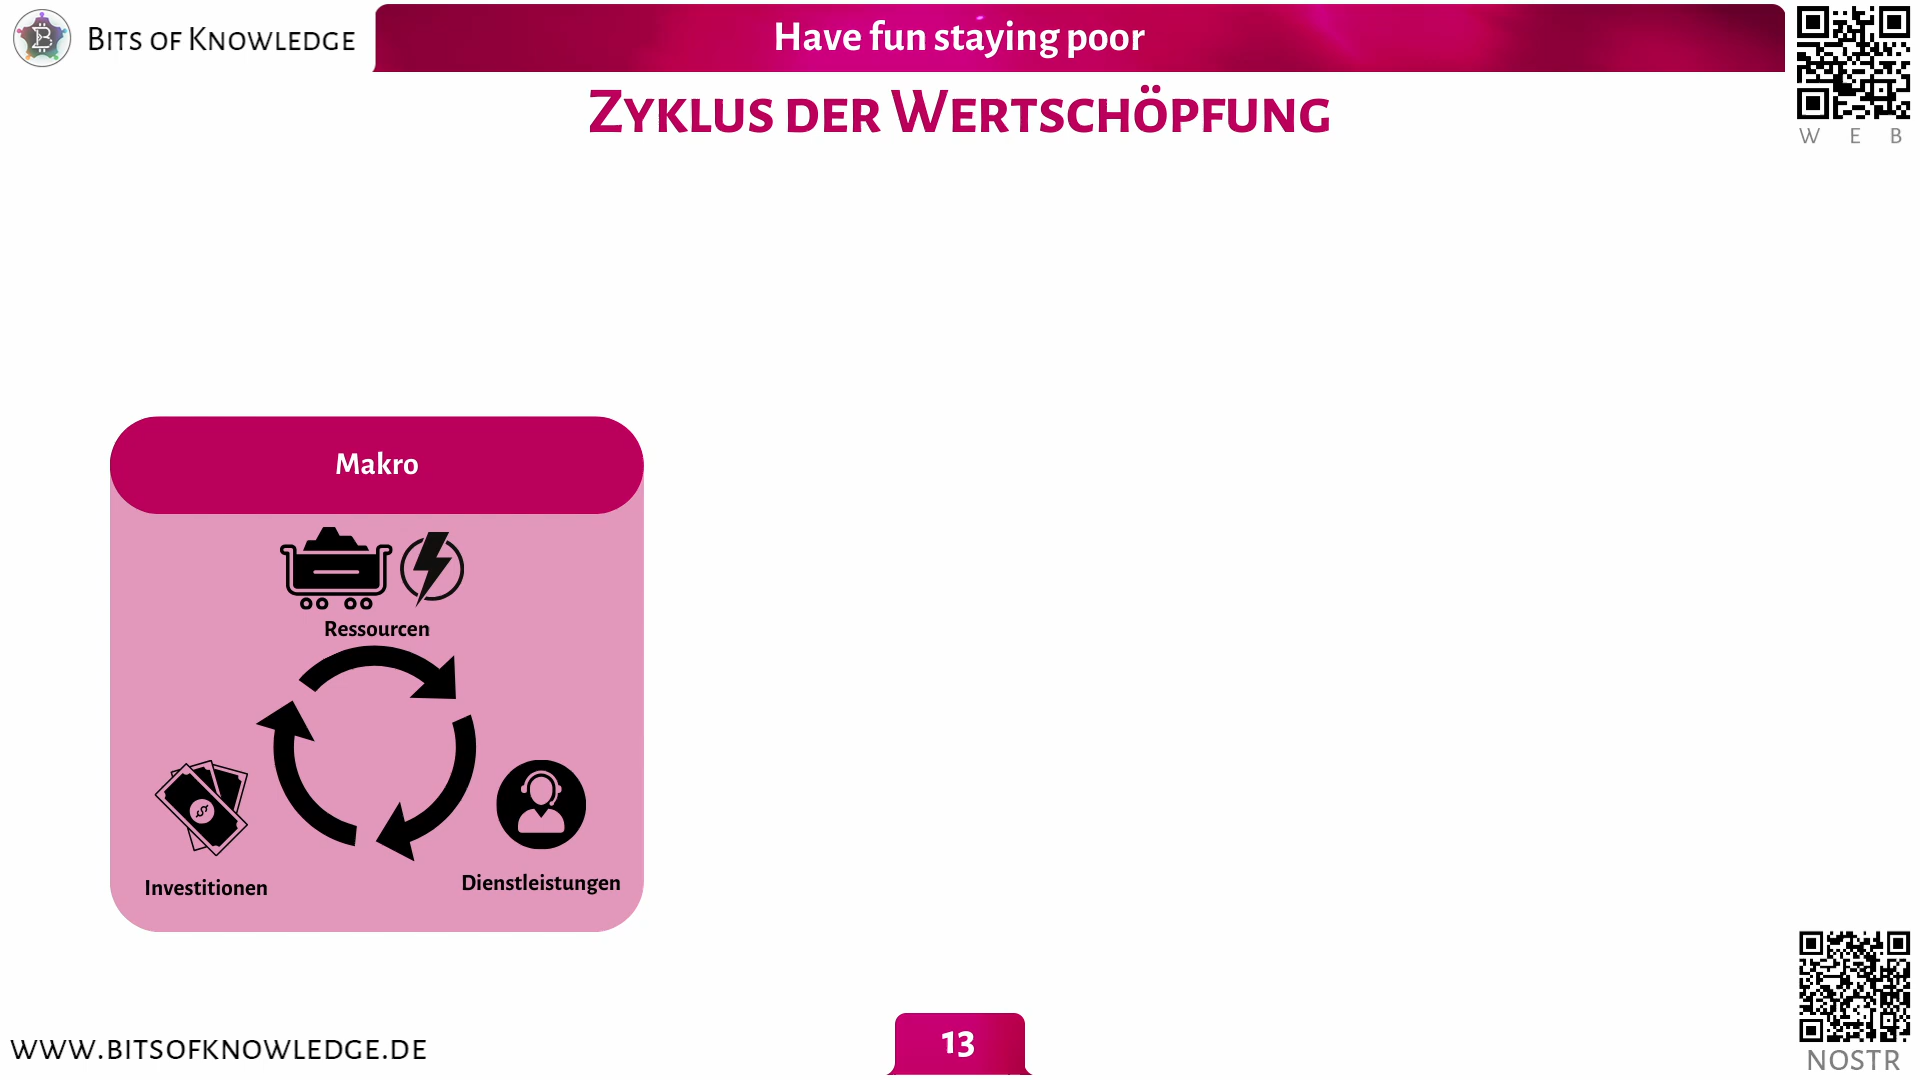 Bits of Knowledge
Have fun staying poor
Zyklus der Wertschöpfung
W E B
Makro
Ressourcen
Investitionen
Dienstleistungen
13
www.bitsofknowledge.de
NOSTR